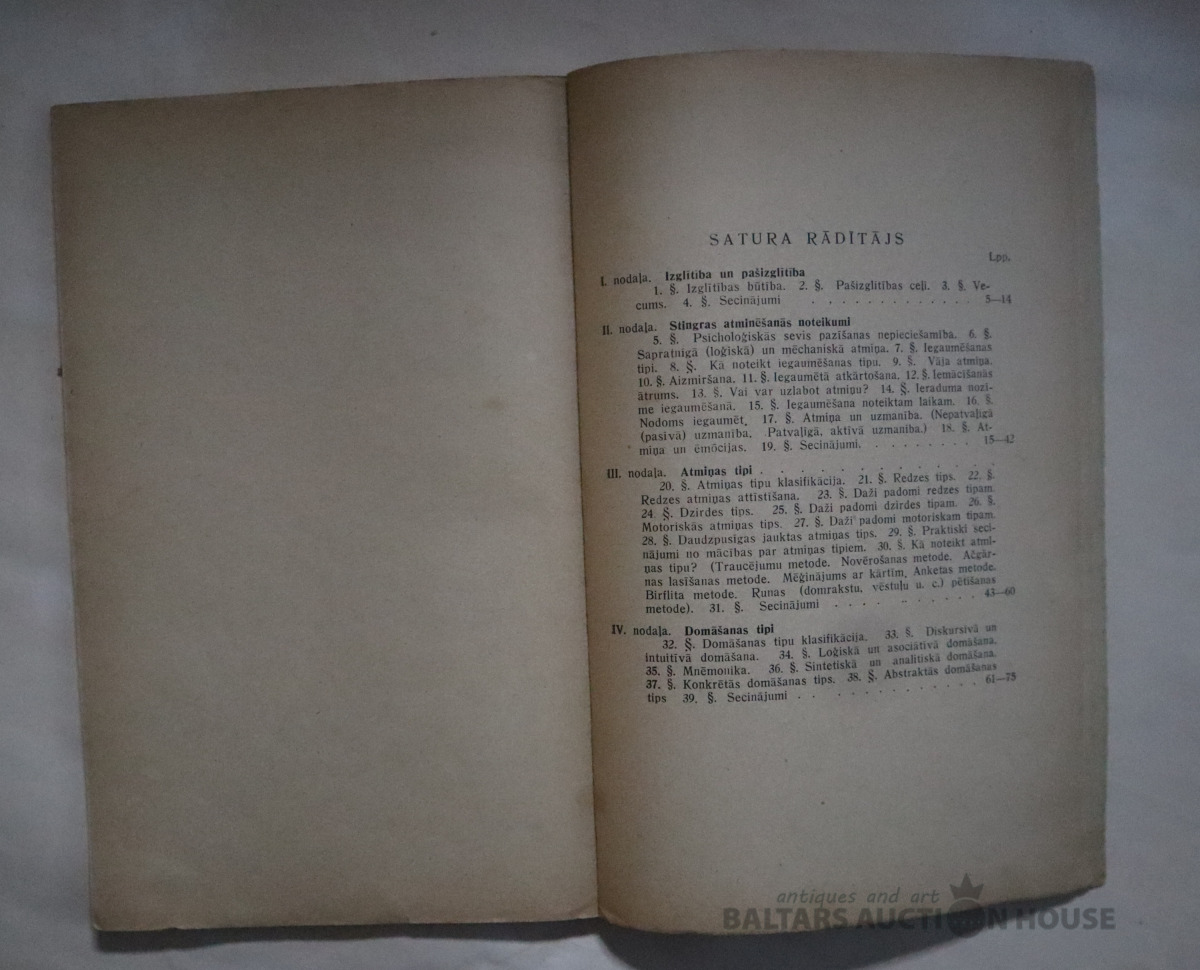 SATURA RĀDĪTĀJS
Lpp.
I. nodaļa. Izglītība un pašizglītība
1. §. Izglītības būtība. 2. §. Pašizglītības ceļi. 3. §. Ve-
cums. 4. §. Secinājumi . . . . . . . . . . . . 5—14
II. nodaļa. Stingras atminēšanās noteikumi
5. §. Psicholoģiskās sevis pazīšanas nepieciešamība. 6. §.
Sapratnīgā (loģiskā) un mēchaniskā atmiņa. 7. §. Iegaumēšanas
tipi. 8. §. Kā noteikt iegaumēšanas tipu. 9. §. Vāja atmiņa.
10. §. Aizmiršana. 11. §. Iegaumētā atkārtošana. 12. §. Iemācīšanās
ātrums. 13. §. Vai var uzlabot atmiņu? 14. §. Ieraduma nozī-
me iegaumēšanā. 15. §. Iegaumēšana noteiktam laikam. 16. §.
Nodoms iegaumēt. 17. §. Atmiņa un uzmanība. (Nepatvaļīgā
(pasīvā) uzmanība. Patvaļīgā, aktīvā uzmanība.) 18. §. At-
miņa un ēmōcijas. 19. §. Secinājumi. . . . . . . . . 15—42
III. nodaļa. Atmiņas tipi . . . . . . . . . .
20. §. Atmiņas tipu klasifikācija. 21. §. Redzes tips. 22. §.
Redzes atmiņas attīstīšana. 23. §. Daži padomi redzes tipam.
24. §. Dzirdes tips. 25. §. Daži padomi dzirdes tipam. 26. §.
Motoriskās atmiņas tips. 27. §. Daži padomi motoriskam tipam.
28. §. Daudzpusīgas jauktas atmiņas tips. 29. §. Praktiski seci-
nājumi no mācības par atmiņas tipiem. 30. §. Kā noteikt atmi-
ņas tipu? (Traucējumu metode. Novērošanas metode. Ačgār-
nas lasīšanas metode. Mēģinājums ar kārtīm. Anketas metode.
Birflita metode. Runas (domrakstu, vēstuļu u. c.) pētīšanas
metode). 31. §. Secinājumi . . . . . . . . . . 43—60
IV. nodaļa. Domāšanas tipi
32. §. Domāšanas tipu klasifikācija. 33. §. Diskursīvā un
intuitīvā domāšana. 34. §. Loģiskā un asociātīvā domāšana.
35. §. Mnēmonika. 36. §. Sintetiskā un analitiskā domāšana.
37. §. Konkrētās domāšanas tips. 38. §. Abstraktās domāšanas
tips 39. §. Secinājumi . . . . . . . . . . . 61—75
antiques and art
BALTARS AUCTION HOUSE